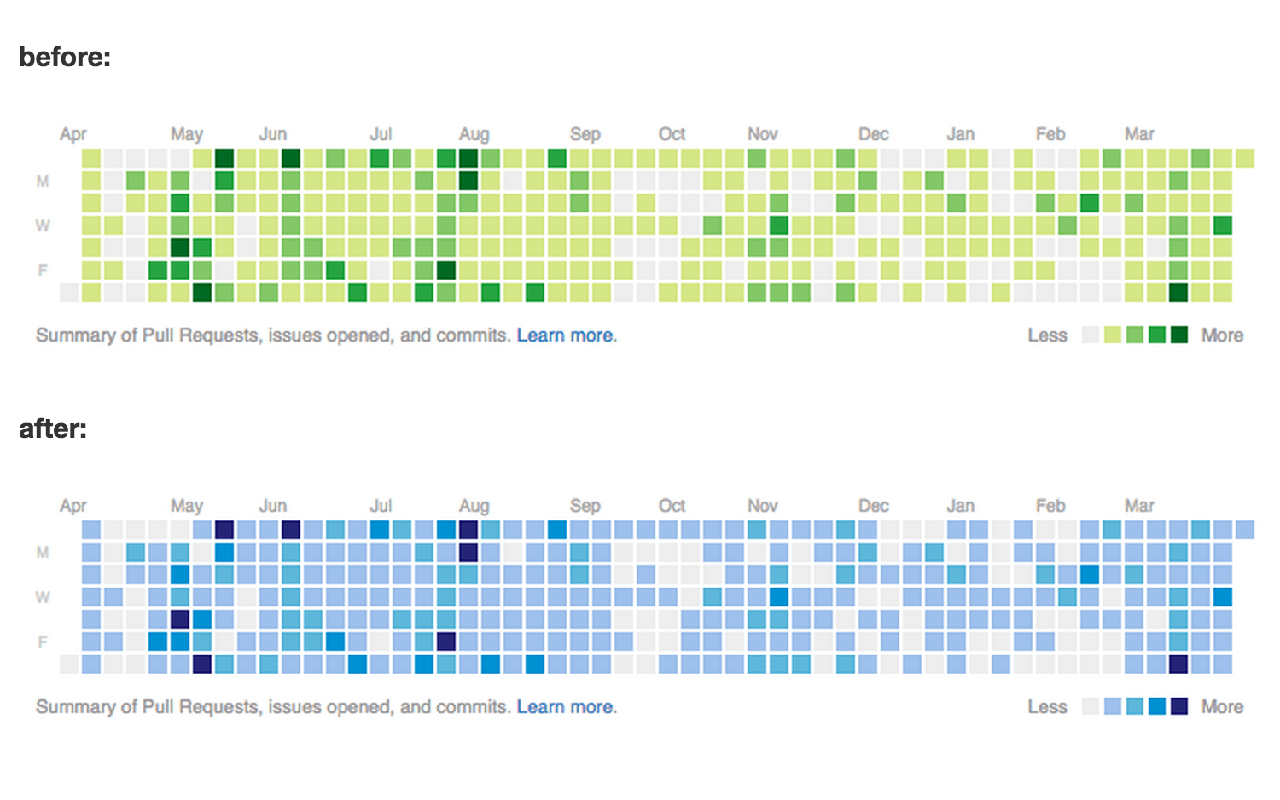 before:
Apr May Jun Jul Aug Sep Oct Nov Dec Jan Feb Mar
M
W
F
Summary of Pull Requests, issues opened, and commits. Learn more. Less More
after:
Apr May Jun Jul Aug Sep Oct Nov Dec Jan Feb Mar
M
W
F
Summary of Pull Requests, issues opened, and commits. Learn more. Less More